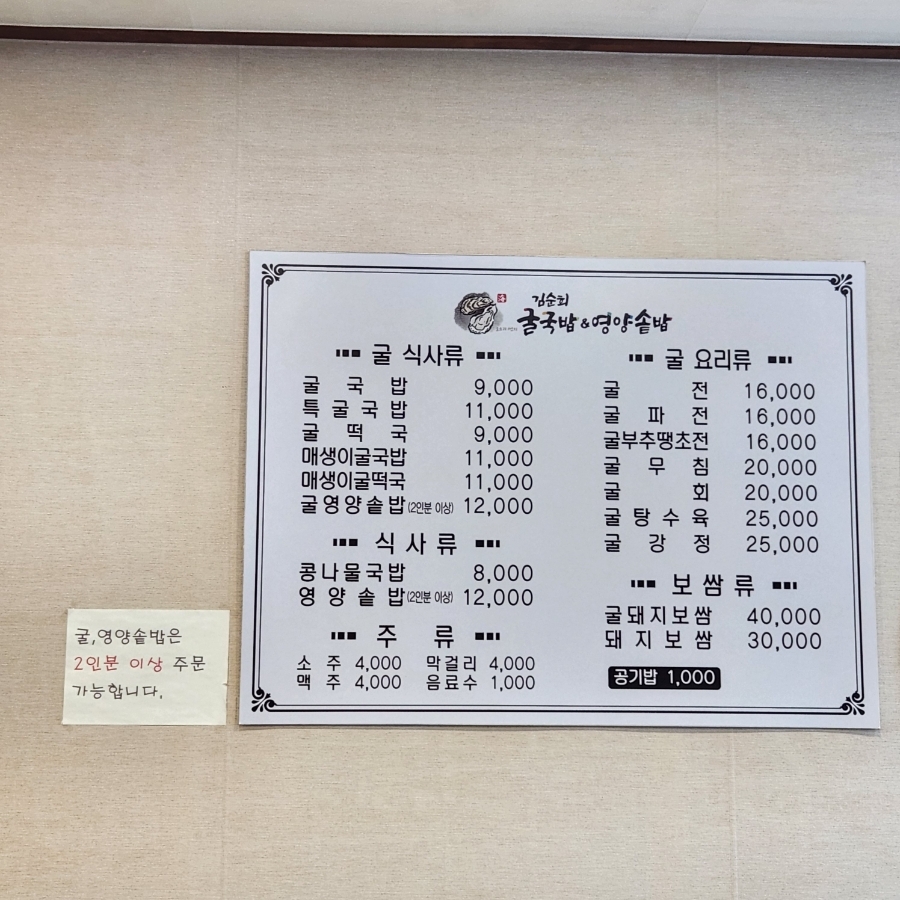 김순희
굴국밥&영양솥밥
굴 식사류
굴국밥 9,000
특굴국밥 11,000
굴떡국 9,000
매생이굴국밥 11,000
매생이굴떡국 11,000
굴영양솥밥(2인분 이상) 12,000
식사류
콩나물국밥 8,000
영양솥밥(2인분 이상) 12,000
주류
소주 4,000 막걸리 4,000
맥주 4,000 음료수 1,000
굴 요리류
굴전 16,000
굴파전 16,000
굴부추땡초전 16,000
굴무침 20,000
굴회 20,000
굴탕수육 25,000
굴강정 25,000
보쌈류
굴돼지보쌈 40,000
돼지보쌈 30,000
공기밥 1,000
굴,영양솥밥은
2인분 이상 주문
가능합니다.